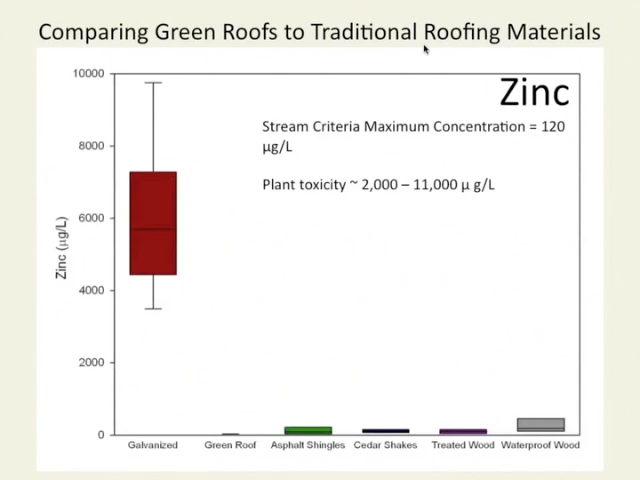 Comparing Green Roofs to Traditional Roofing Materials
Zinc
Stream Criteria Maximum Concentration = 120
µg/L
Plant toxicity ~ 2,000 – 11,000 µ g/L
Zinc (µg/L)
10000
8000
6000
4000
2000
0
Galvanized Green Roof Asphalt Shingles Cedar Shakes Treated Wood Waterproof Wood